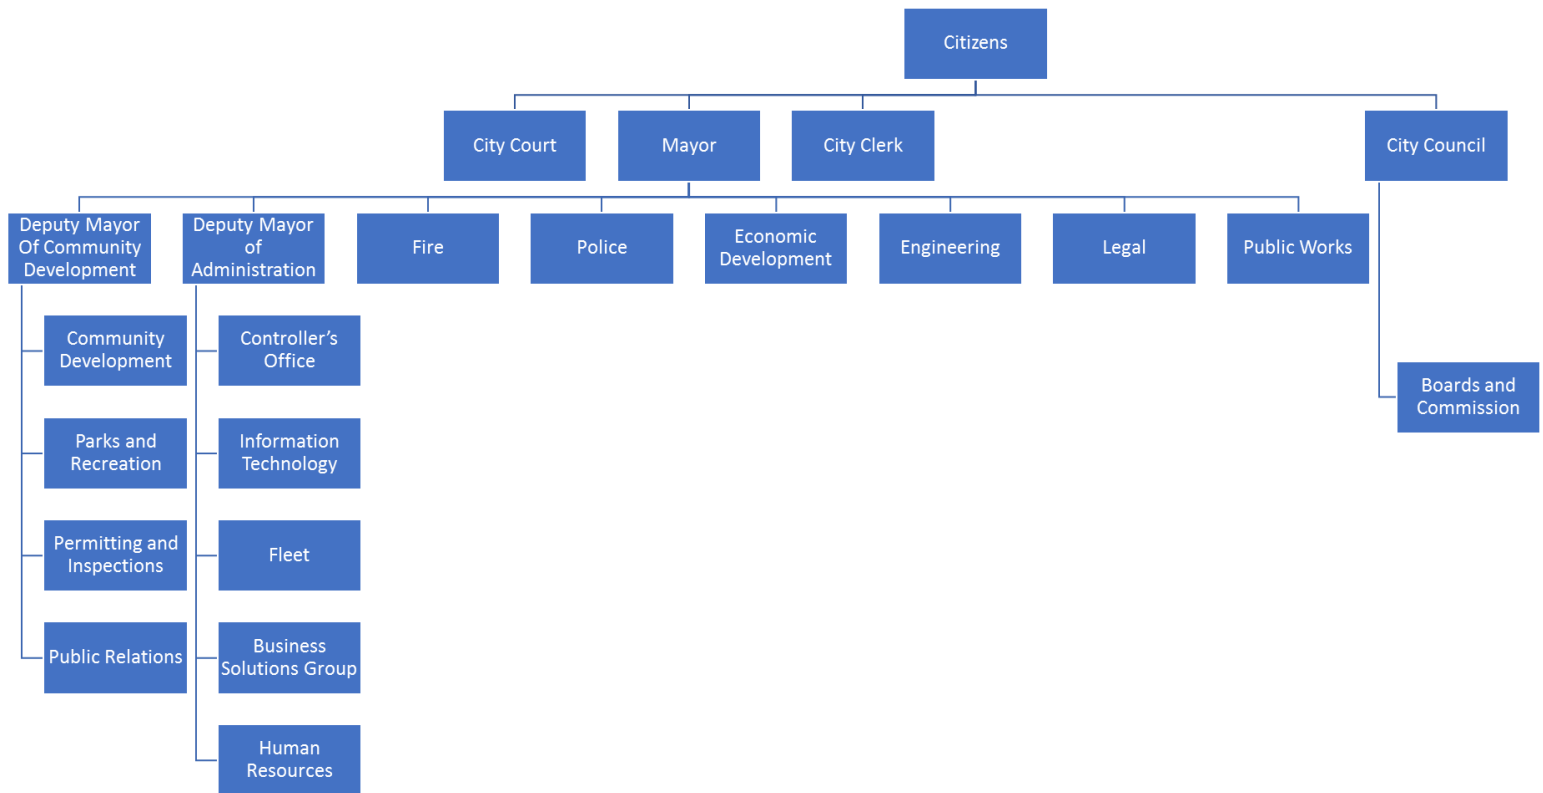 Citizens
City Court
Mayor
City Clerk
City Council
Deputy Mayor
Of Community
Development
Deputy Mayor
of
Administration
Fire
Police
Economic
Development
Engineering
Legal
Public Works
Community
Development
Controller’s
Office
Boards and
Commission
Parks and
Recreation
Information
Technology
Permitting and
Inspections
Fleet
Public Relations
Business
Solutions Group
Human
Resources